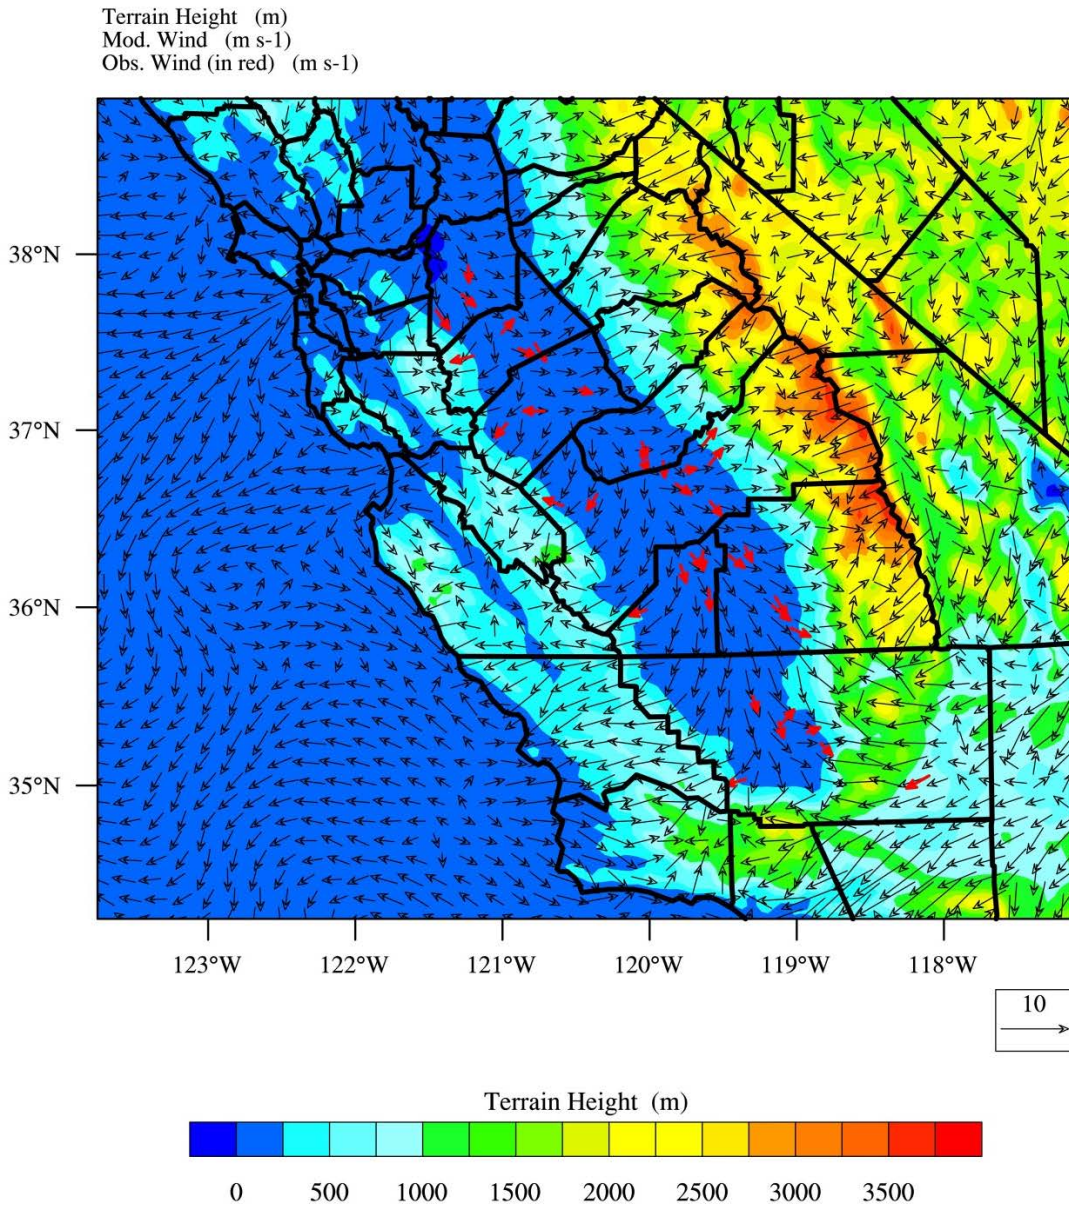 Terrain Height (m)
Mod. Wind (m s-1)
Obs. Wind (in red) (m s-1)
38°N
37°N
36°N
35°N
123°W 122°W 121°W 120°W 119°W 118°W
10
Terrain Height (m)
0 500 1000 1500 2000 2500 3000 3500